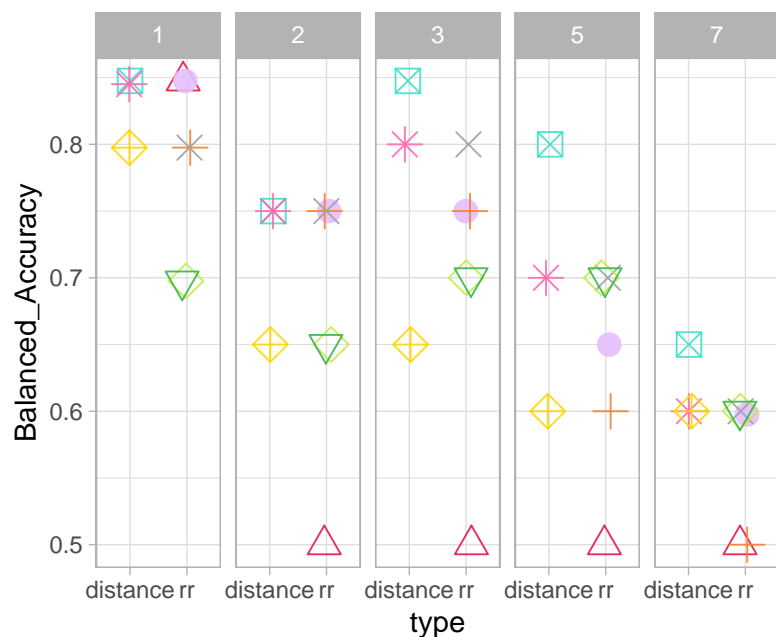 1 2 3 5 7
Balanced_Accuracy
0.8
0.7
0.6
0.5
distance rr distance rr distance rr distance rr distance rr
type